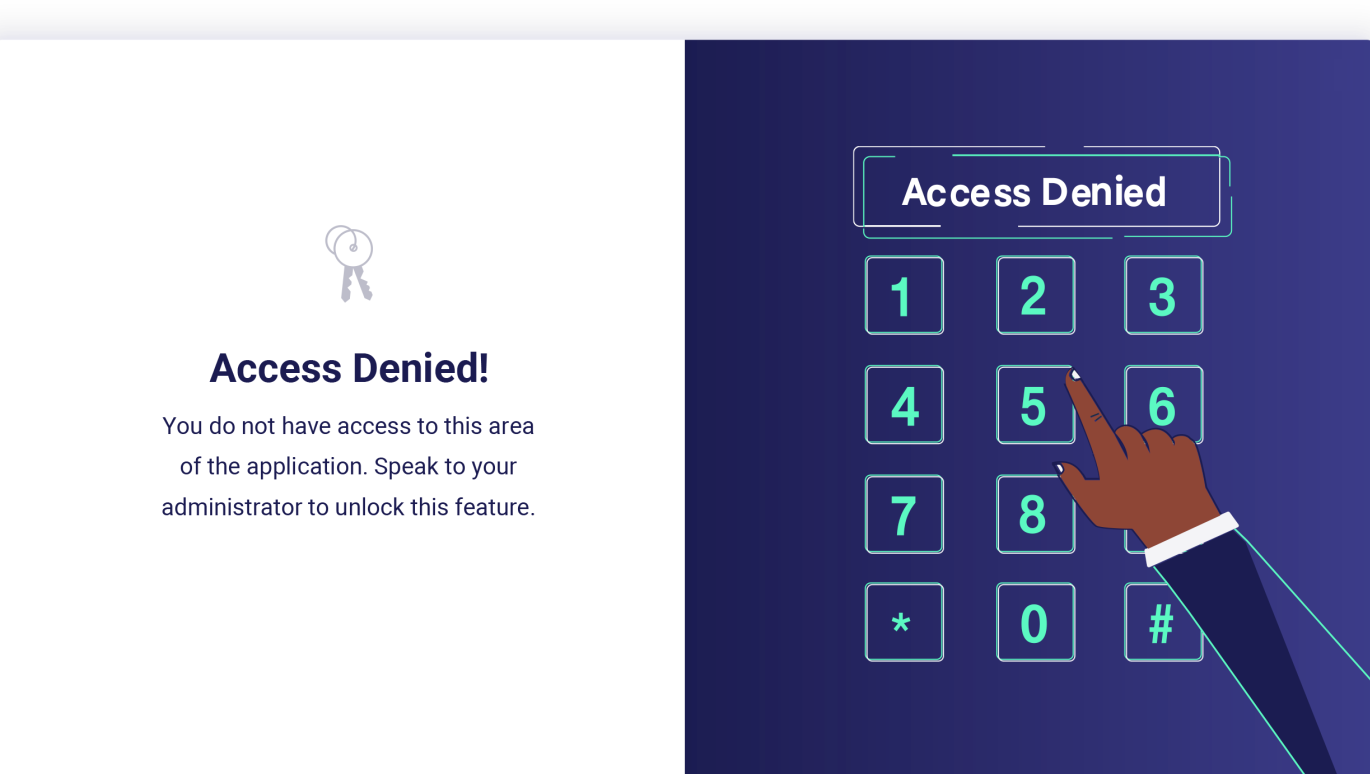 Access Denied!
You do not have access to this area
of the application. Speak to your
administrator to unlock this feature.
Access Denied
1 2 3
4 5 6
7 8
* 0 #